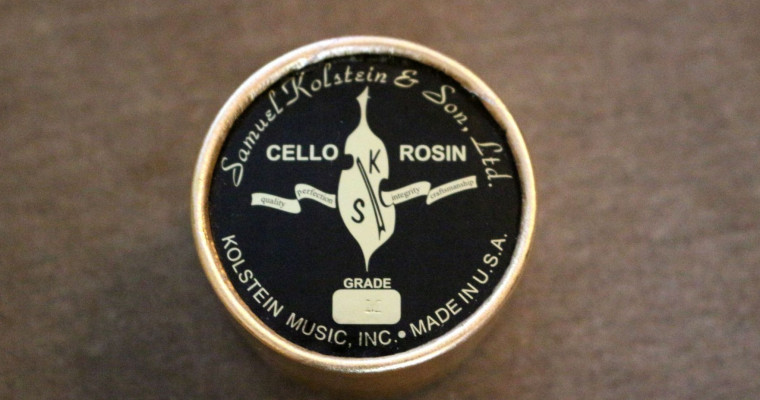 Samuel Kolstein & Son, Ltd.
CELLO ROSIN
K
S
quality perfection integrity craftsmanship
GRADE
KOLSTEIN MUSIC, INC. • MADE IN U.S.A.